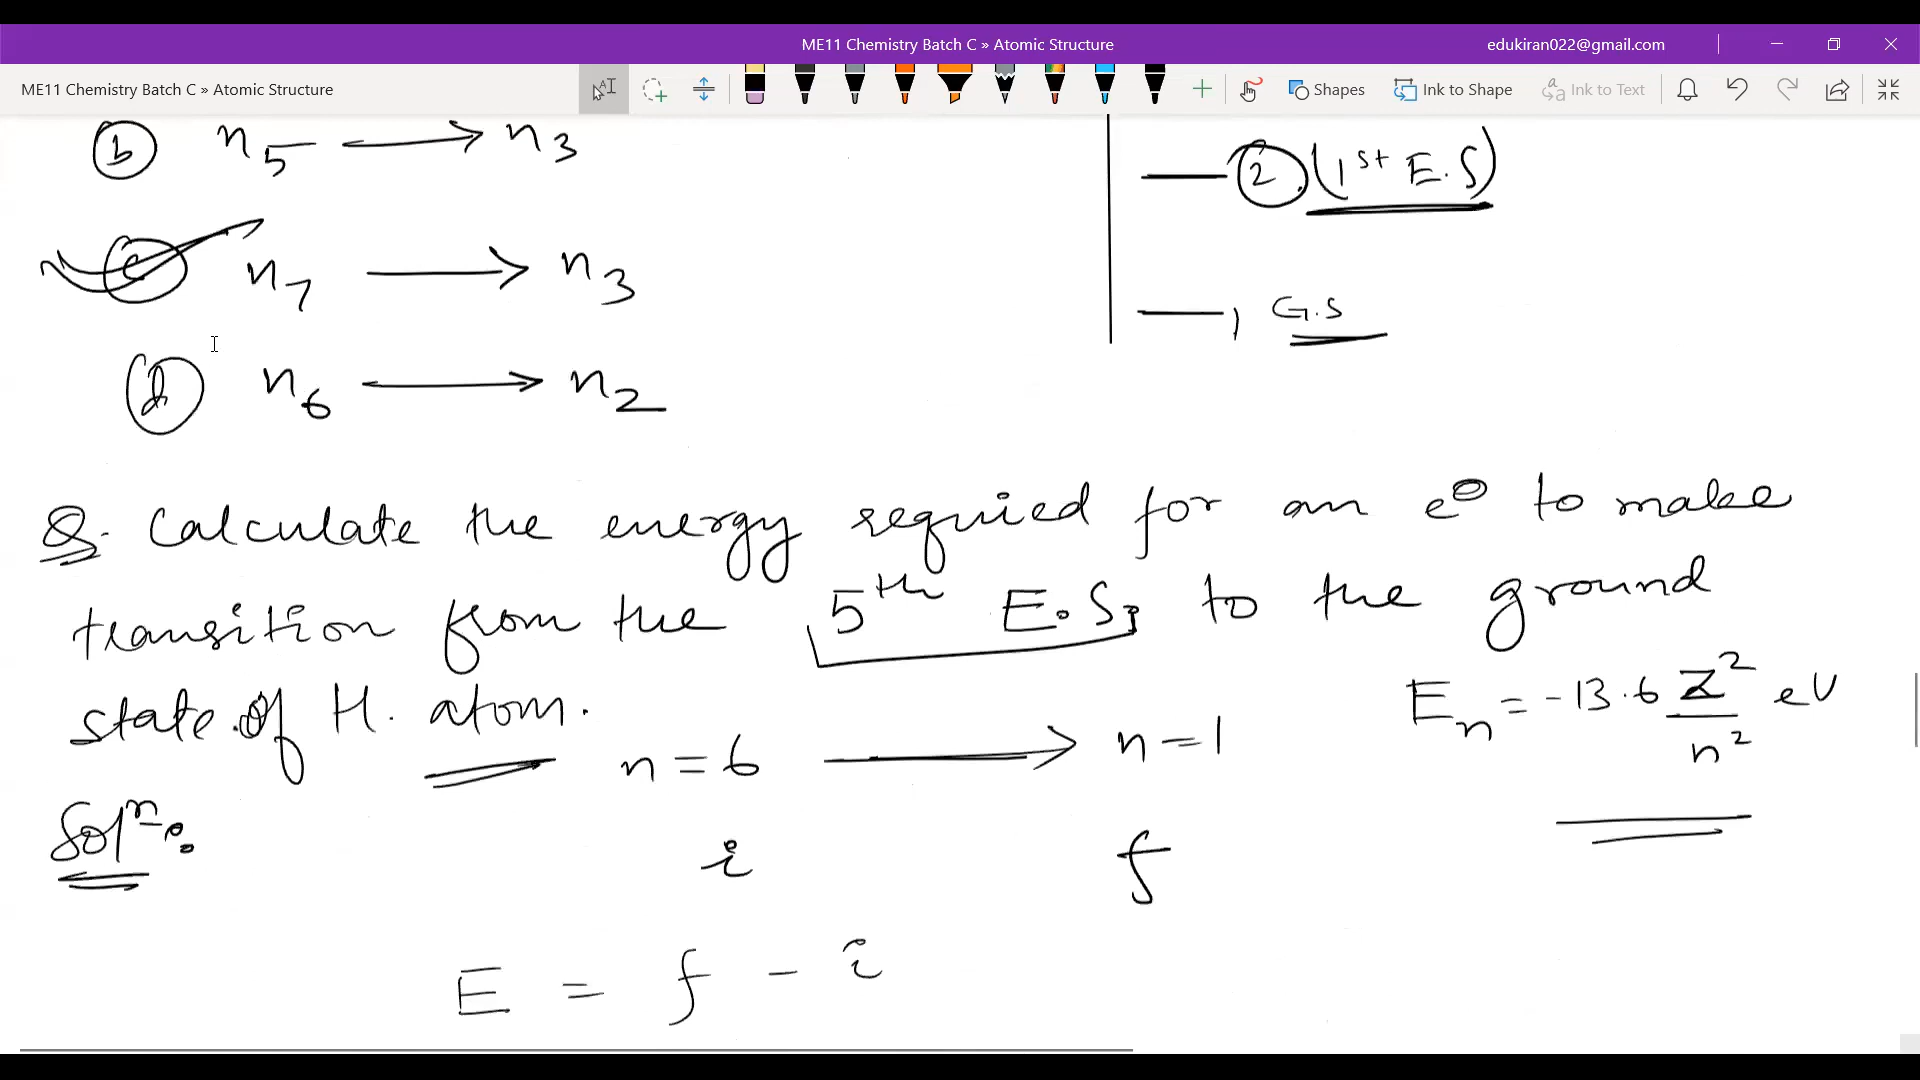 ME11 Chemistry Batch C » Atomic Structure
edukiran022@gmail.com
ME11 Chemistry Batch C » Atomic Structure
Shapes
Ink to Shape
Ink to Text
(b) n5 ⟶ n3
2 (1st E.S)
(c) n7 ⟶ n3
1 G.S
(d) n6 ⟶ n2
Q. Calculate the energy requied for an e⊖ to make
transition from the 5th E.S. to the ground
state of H. atom.
En = -13.6 Z²/n² eV
n = 6 ⟶ n = 1
Solⁿ:
i f
E = f - i